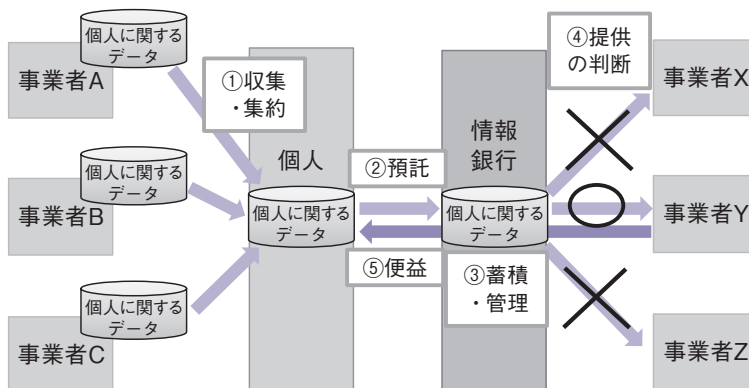 個人に関する
データ
事業者A
①収集
・集約
④提供
の判断
事業者X
個人
情報
銀行
②預託
個人に関する
データ
事業者B
個人に関する
データ
個人に関する
データ
事業者Y
⑤便益
③蓄積
・管理
個人に関する
データ
事業者C
事業者Z